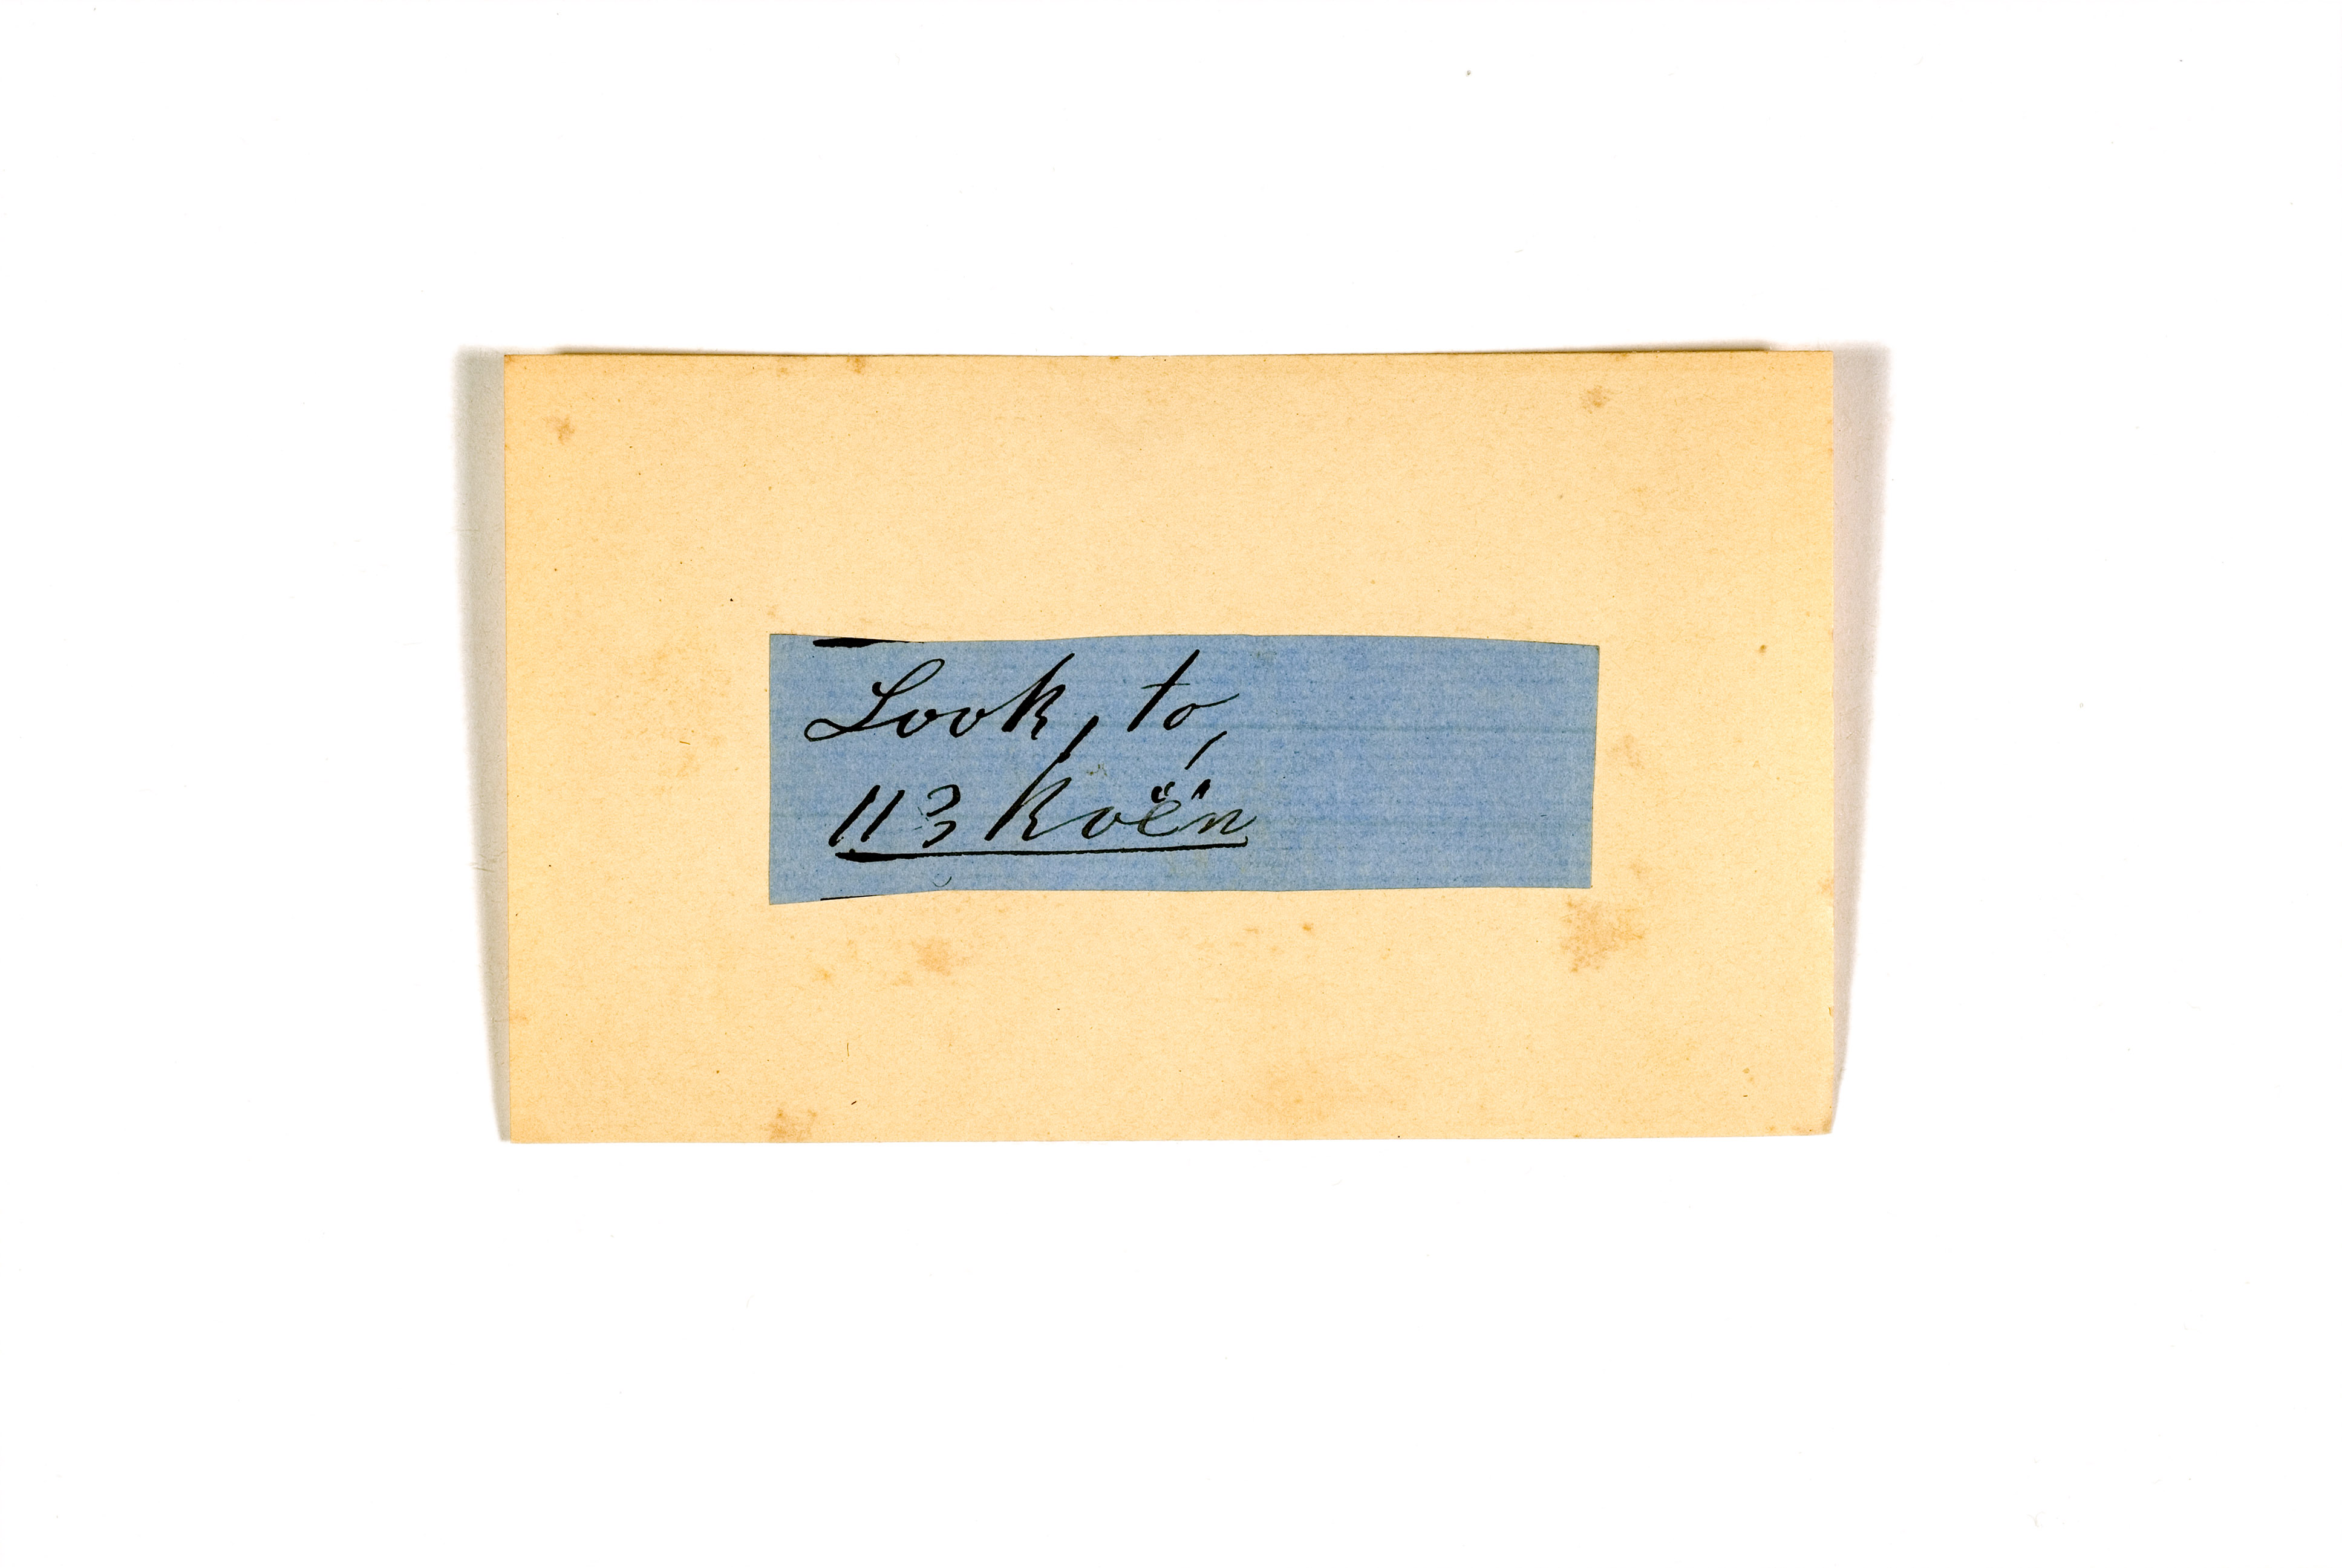 Look, to,
113 Koën